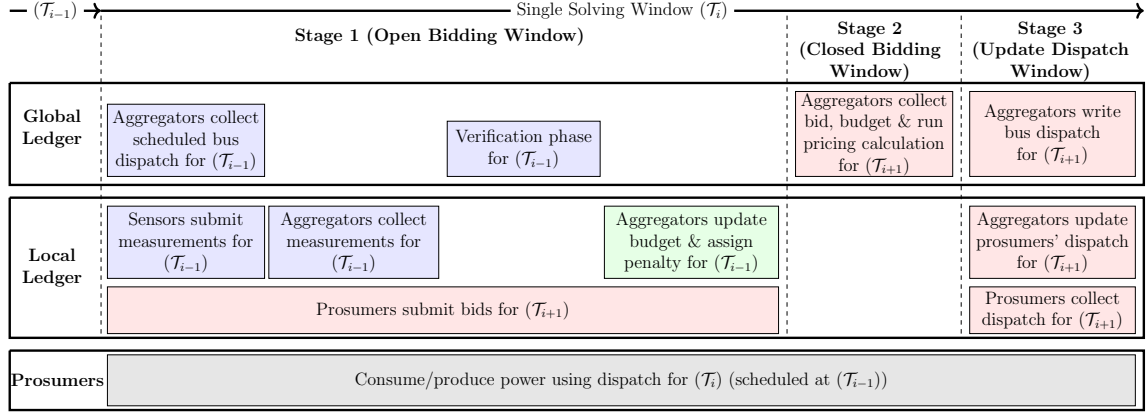 (𝒯ᵢ₋₁)
Single Solving Window (𝒯ᵢ)
Stage 1 (Open Bidding Window)
Stage 2
(Closed Bidding
Window)
Stage 3
(Update Dispatch
Window)
Global
Ledger
Aggregators collect
scheduled bus
dispatch for (𝒯ᵢ₋₁)
Verification phase
for (𝒯ᵢ₋₁)
Aggregators collect
bid, budget & run
pricing calculation
for (𝒯ᵢ₊₁)
Aggregators write
bus dispatch
for (𝒯ᵢ₊₁)
Local
Ledger
Sensors submit
measurements for
(𝒯ᵢ₋₁)
Aggregators collect
measurements for
(𝒯ᵢ₋₁)
Aggregators update
budget & assign
penalty for (𝒯ᵢ₋₁)
Aggregators update
prosumers' dispatch
for (𝒯ᵢ₊₁)
Prosumers submit bids for (𝒯ᵢ₊₁)
Prosumers collect
dispatch for (𝒯ᵢ₊₁)
Prosumers
Consume/produce power using dispatch for (𝒯ᵢ) (scheduled at (𝒯ᵢ₋₁))